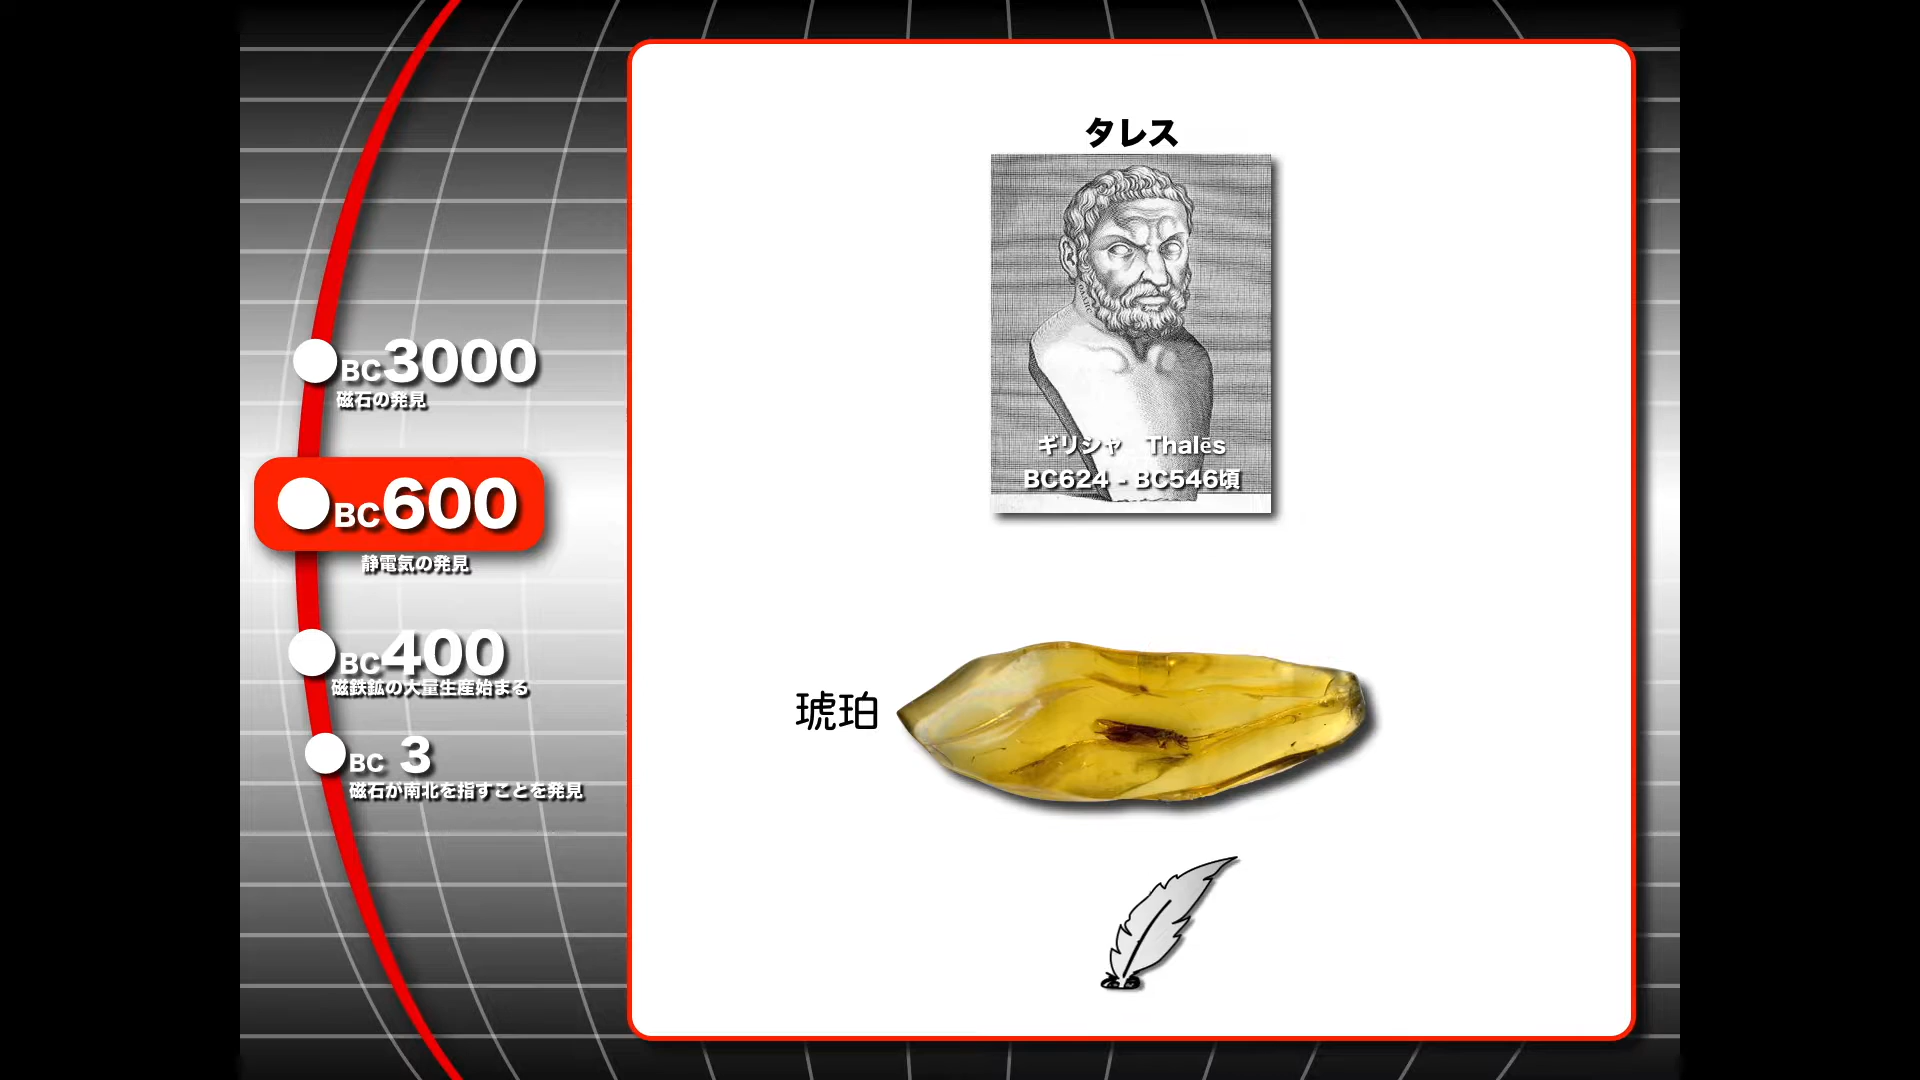 BC3000
磁石の発見
BC600
静電気の発見
BC400
磁鉄鉱の大量生産始まる
BC 3
磁石が南北を指すことを発見
タレス
ギリシャ　Thalēs
BC624 - BC546頃
琥珀